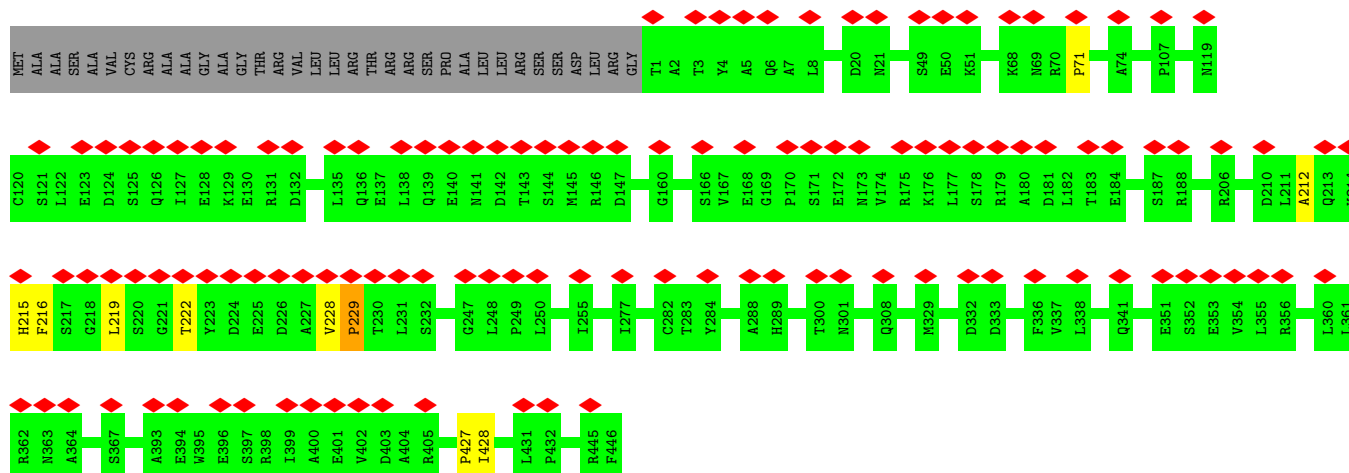 MET ALA ALA SER ALA VAL CYS ARG ALA ALA GLY ALA GLY THR ARG VAL LEU LEU ARG THR ARG ARG SER PRO ALA LEU LEU ARG SER SER ASP LEU ARG GLY T1 A2 T3 Y4 A5 Q6 A7 L8 D20 N21 S49 E50 K51 K68 N69 R70 P71 A74 P107 N119
C120 S121 L122 E123 D124 S125 Q126 I127 E128 K129 E130 R131 D132 L135 Q136 E137 L138 Q139 E140 N141 D142 T143 S144 M145 R146 D147 G160 S166 V167 E168 G169 P170 S171 E172 N173 V174 R175 K176 L177 S178 R179 A180 D181 L182 T183 E184 S187 R188 R206 D210 L211 A212 Q213
H215 F216 S217 G218 L219 S220 G221 T222 Y223 D224 E225 D226 A227 V228 P229 T230 L231 S232 G247 L248 P249 L250 I255 I277 C282 T283 Y284 A288 H289 T300 N301 Q308 M329 D332 D333 F336 V337 L338 Q341 E351 S352 E353 V354 L355 R356 L360 L361
R362 N363 A364 S367 A393 E394 W395 E396 S397 R398 I399 A400 E401 V402 D403 A404 R405 P427 I428 L431 P432 R445 F446